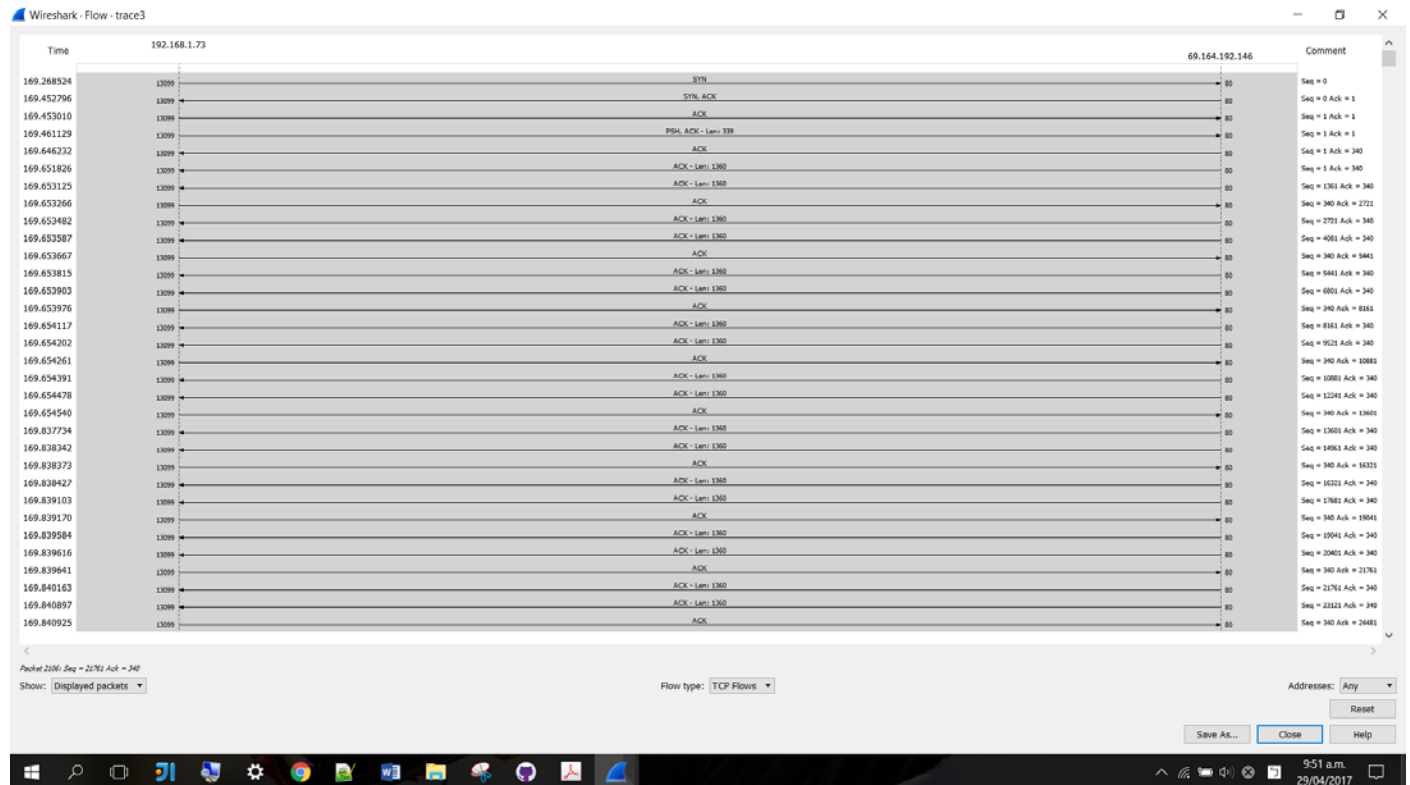 Wireshark · Flow · trace3
Time 192.168.1.73 69.164.192.146 Comment
169.268524 13099 SYN 80 Seq = 0
169.452796 13099 SYN, ACK 80 Seq = 0 Ack = 1
169.453010 13099 ACK 80 Seq = 1 Ack = 1
169.461129 13099 PSH, ACK - Len: 339 80 Seq = 1 Ack = 1
169.646232 13099 ACK 80 Seq = 1 Ack = 340
169.651826 13099 ACK - Len: 1360 80 Seq = 1 Ack = 340
169.653125 13099 ACK - Len: 1360 80 Seq = 1361 Ack = 340
169.653266 13099 ACK 80 Seq = 340 Ack = 2721
169.653482 13099 ACK - Len: 1360 80 Seq = 2721 Ack = 340
169.653587 13099 ACK - Len: 1360 80 Seq = 4081 Ack = 340
169.653667 13099 ACK 80 Seq = 340 Ack = 5441
169.653815 13099 ACK - Len: 1360 80 Seq = 5441 Ack = 340
169.653903 13099 ACK - Len: 1360 80 Seq = 6801 Ack = 340
169.653976 13099 ACK 80 Seq = 340 Ack = 8161
169.654117 13099 ACK - Len: 1360 80 Seq = 8161 Ack = 340
169.654202 13099 ACK - Len: 1360 80 Seq = 9521 Ack = 340
169.654261 13099 ACK 80 Seq = 340 Ack = 10881
169.654391 13099 ACK - Len: 1360 80 Seq = 10881 Ack = 340
169.654478 13099 ACK - Len: 1360 80 Seq = 12241 Ack = 340
169.654540 13099 ACK 80 Seq = 340 Ack = 13601
169.837734 13099 ACK - Len: 1360 80 Seq = 13601 Ack = 340
169.838342 13099 ACK - Len: 1360 80 Seq = 14961 Ack = 340
169.838373 13099 ACK 80 Seq = 340 Ack = 16321
169.838427 13099 ACK - Len: 1360 80 Seq = 16321 Ack = 340
169.839103 13099 ACK - Len: 1360 80 Seq = 17681 Ack = 340
169.839170 13099 ACK 80 Seq = 340 Ack = 19041
169.839584 13099 ACK - Len: 1360 80 Seq = 19041 Ack = 340
169.839616 13099 ACK - Len: 1360 80 Seq = 20401 Ack = 340
169.839641 13099 ACK 80 Seq = 340 Ack = 21761
169.840163 13099 ACK - Len: 1360 80 Seq = 21761 Ack = 340
169.840897 13099 ACK - Len: 1360 80 Seq = 23121 Ack = 340
169.840925 13099 ACK 80 Seq = 340 Ack = 24481
Packet 2106: Seq = 21761 Ack = 340
Show: Displayed packets Flow type: TCP Flows Addresses: Any
Reset
Save As... Close Help
9:51 a.m.
29/04/2017